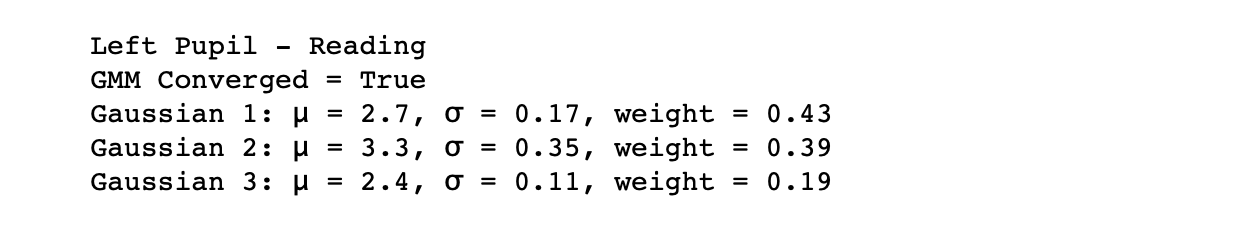 Left Pupil – Reading
GMM Converged = True
Gaussian 1: μ = 2.7, σ = 0.17, weight = 0.43
Gaussian 2: μ = 3.3, σ = 0.35, weight = 0.39
Gaussian 3: μ = 2.4, σ = 0.11, weight = 0.19